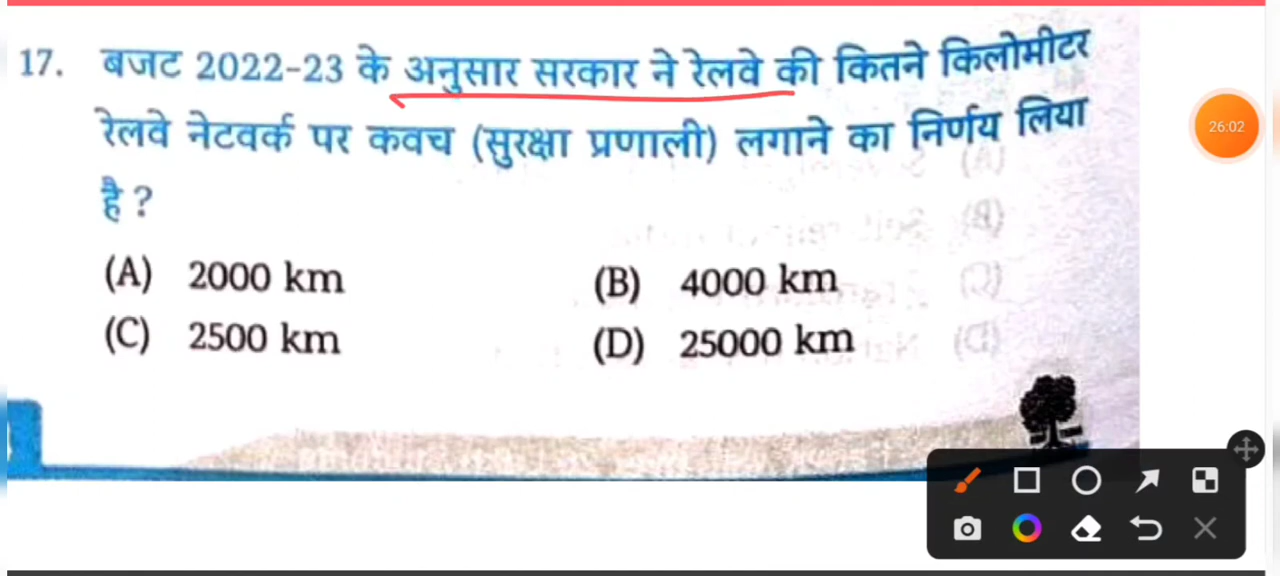 17. बजट 2022-23 के अनुसार सरकार ने रेलवे की कितने किलोमीटर
रेलवे नेटवर्क पर कवच (सुरक्षा प्रणाली) लगाने का निर्णय लिया
है ?
(A) 2000 km (B) 4000 km
(C) 2500 km (D) 25000 km
26:02